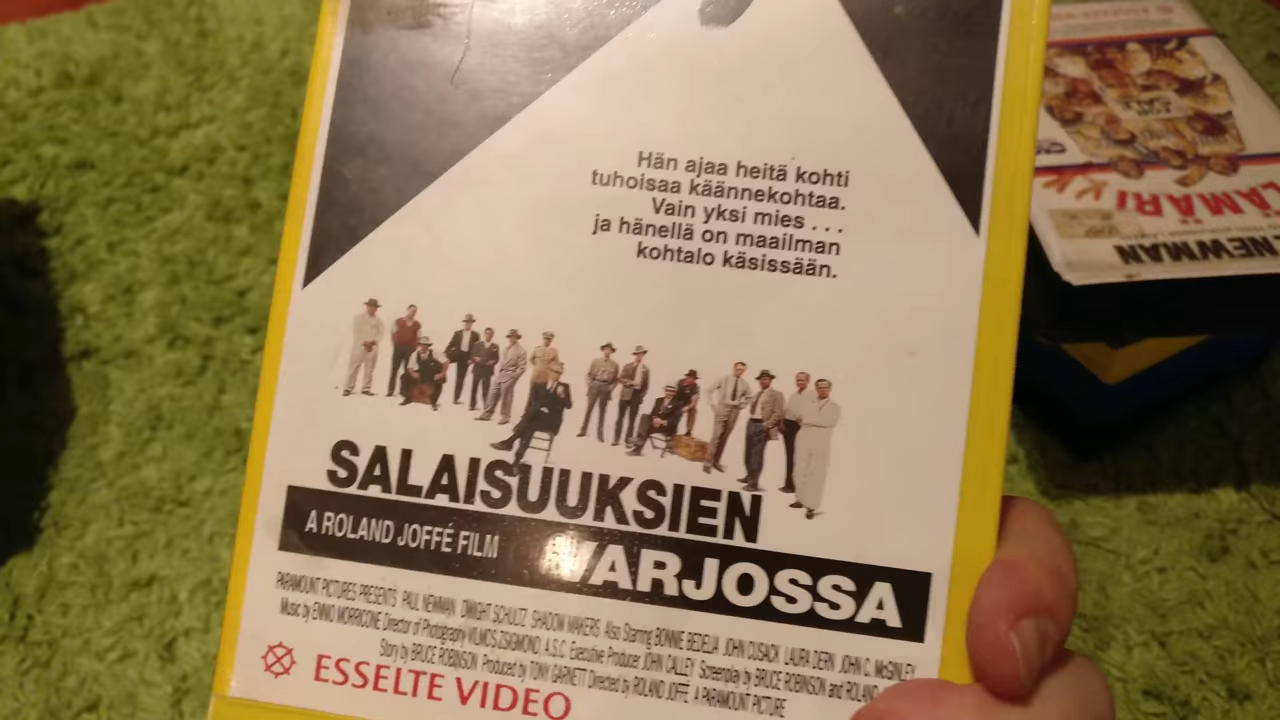 Hän ajaa heitä kohti
tuhoisaa käännekohtaa.
Vain yksi mies . . .
ja hänellä on maailman
kohtalo käsissään.
SALAISUUKSIEN
A ROLAND JOFFÉ FILM
VARJOSSA
PARAMOUNT PICTURES PRESENTS PAUL NEWMAN DWIGHT SCHULTZ SHADOW MAKERS Also Starring BONNIE BEDELIA JOHN CUSACK LAURA DERN JOHN C. McGINLEY
Music by ENNIO MORRICONE Director of Photography VILMOS ZSIGMOND, A.S.C. Executive Producer JOHN CALLEY Screenplay by BRUCE ROBINSON and ROLAND
Story by BRUCE ROBINSON Produced by TONY GARNETT Directed by ROLAND JOFFÉ A PARAMOUNT PICTURE
ESSELTE VIDEO
LAMÄRI
NEWMAN